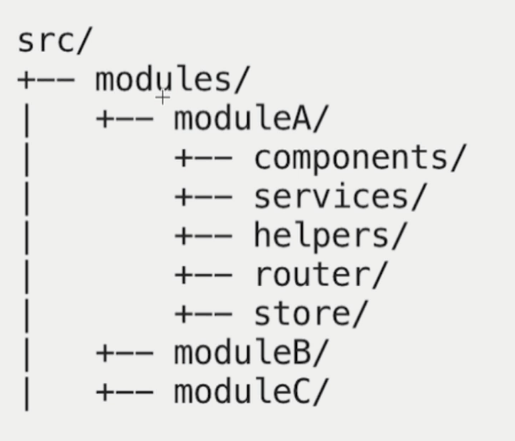 src/
+-- modules/
|   +-- moduleA/
|       +-- components/
|       +-- services/
|       +-- helpers/
|       +-- router/
|       +-- store/
|   +-- moduleB/
|   +-- moduleC/